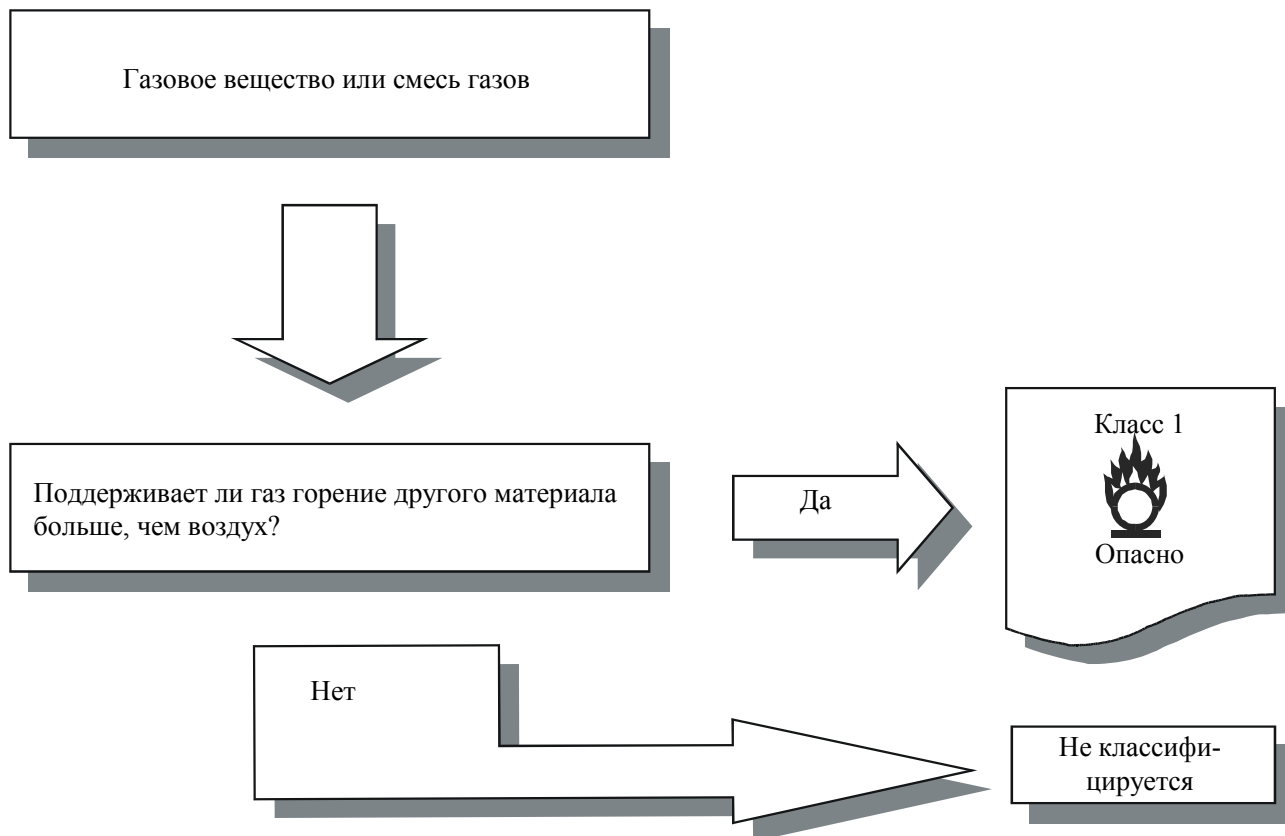 Газовое вещество или смесь газов
Поддерживает ли газ горение другого материала
больше, чем воздух?
Да
Класс 1
Опасно
Нет
Не классифи-
цируется